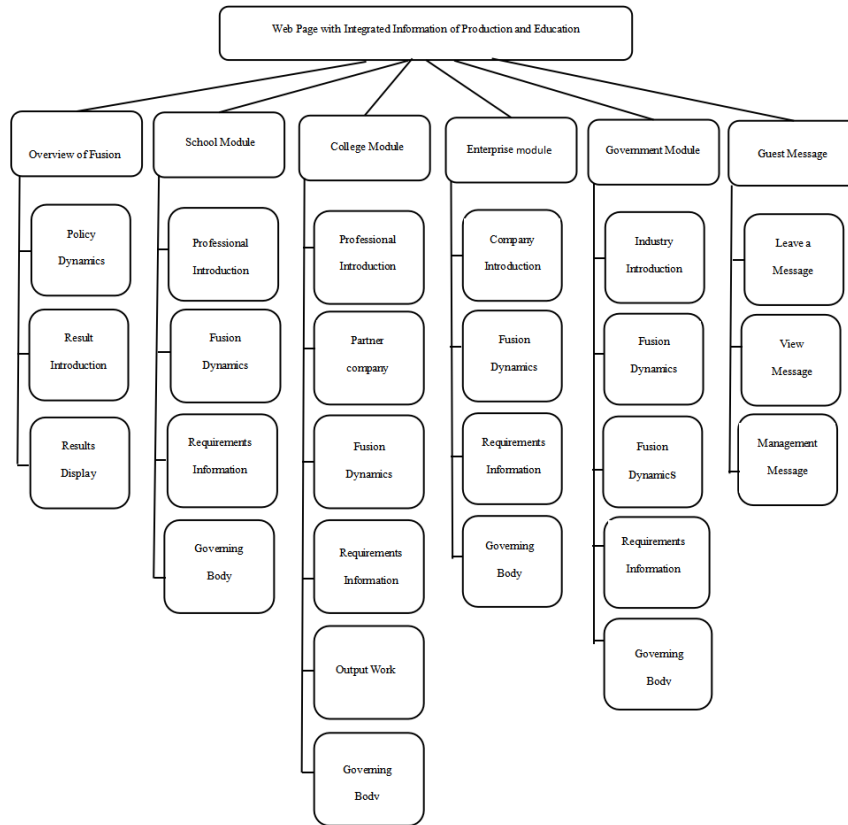 Web Page with Integrated Information of Production and Education
Overview of Fusion
School Module
College Module
Enterprise module
Government Module
Guest Message
Policy
Dynamics
Result
Introduction
Results
Display
Professional
Introduction
Fusion
Dynamics
Requirements
Information
Governing
Body
Professional
Introduction
Partner
company
Fusion
Dynamics
Requirements
Information
Output Work
Governing
Body
Company
Introduction
Fusion
Dynamics
Requirements
Information
Governing
Body
Industry
Introduction
Fusion
Dynamics
Fusion
DynamicS
Requirements
Information
Governing
Body
Leave a
Message
View
Message
Management
Message